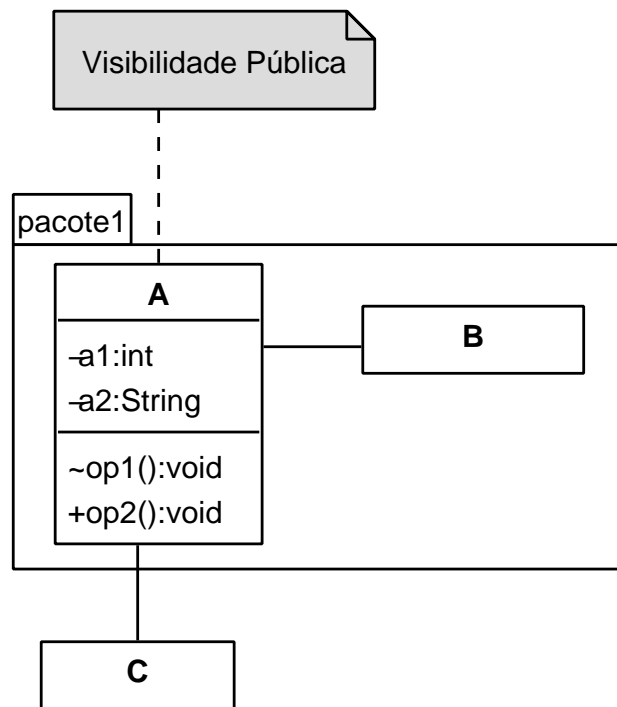 Visibilidade Pública
pacote1
A
B
-a1:int
-a2:String
~op1():void
+op2():void
C